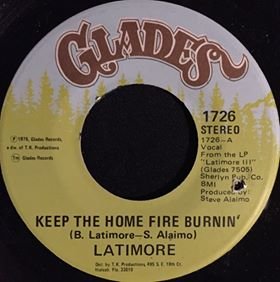 GLADES
1726
STEREO
1726-A
Vocal
From the LP
"Latimore III"
(Glades 7505)
Sherlyn Pub. Co.
BMI
Produced by
Steve Alaimo
℗ 1975, Glades Records,
a div. of T.K. Productions
Tm Glades Records.
KEEP THE HOME FIRE BURNIN'
(B. Latimore—S. Alaimo)
LATIMORE
Dist. by T.K. Productions, 495 S.E. 10th Ct.
Hialeah, Fla. 33010